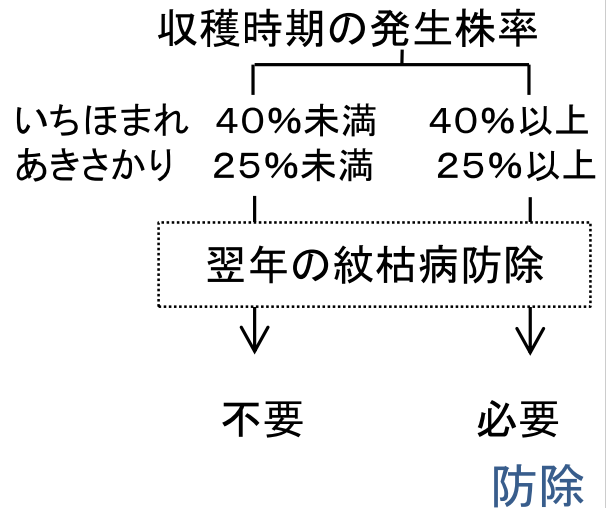 収穫時期の発生株率
いちほまれ 40%未満 40%以上
あきさかり 25%未満 25%以上
翌年の紋枯病防除
不要 必要
防除